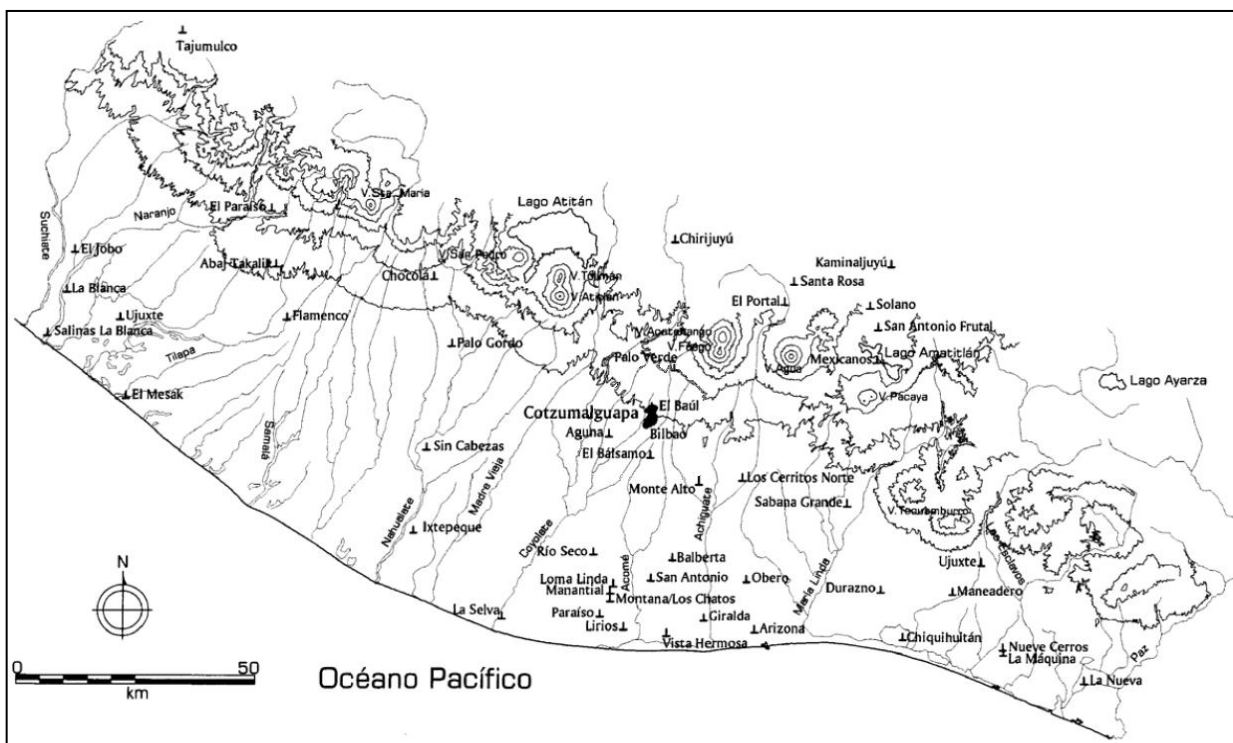 Tajumulco
V. Sta. María
Suchiate
Naranjo
El Paraíso
Lago Atitlán
El Jobo
Chirijuyú
V. San Pedro
Abaj Takalik
Chocolá
V. Tolimán
Kaminaljuyú
Santa Rosa
La Blanca
V. Atitlán
El Portal
Solano
Ujuxte
Flamenco
San Antonio Frutal
Salinas La Blanca
V. Acatenango
Palo Gordo
V. Fuego
Tilapa
Palo Verde
Mexicanos
Lago Amatitlán
V. Agua
Lago Ayarza
El Mesak
V. Pacaya
El Baúl
Cotzumalguapa
Aguna
Bilbao
Samalá
Sin Cabezas
El Bálsamo
Madre Vieja
Los Cerritos Norte
Monte Alto
Achiguate
Sabana Grande
Nahualate
Ixtepeque
Coyolate
Río Seco
Balberta
Ujuxte
Los Esclavos
N
Acomé
Loma Linda
San Antonio
Obero
María Linda
Durazno
Maneadero
Manantial
Montana/Los Chatos
La Selva
Paraíso
Giralda
Lirios
Arizona
Vista Hermosa
Chiquihuitán
Nueve Cerros
La Máquina
Paz
La Nueva
0 50
km
Océano Pacífico